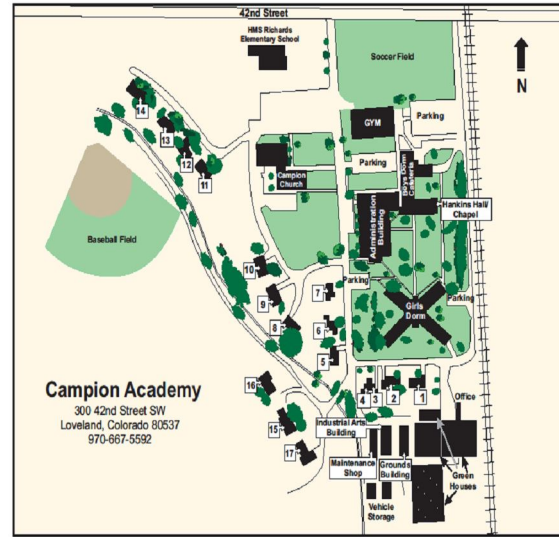 42nd Street
HMS Richards
Elementary School
Soccer Field
N
GYM
Parking
Parking
14
13
12
11
Campion
Church
Boys Dorm
Cafeteria
Hankins Hall/
Chapel
Administration
Building
Baseball Field
10
9
8
7
6
5
Parking
Parking
Girls
Dorm
Campion Academy
300 42nd Street SW
Loveland, Colorado 80537
970-667-5592
16
15
17
4
3
2
1
Office
Industrial Arts
Building
Maintenance
Shop
Grounds
Building
Green
Houses
Vehicle
Storage